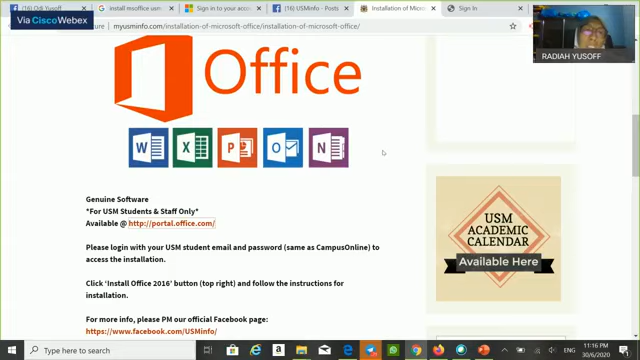 Via Cisco Webex
(16) Odi Yusoff
install msoffice usm
Sign in to your acco
(16) USMinfo - Posts
Installation of Micros
Sign In
myusminfo.com/installation-of-microsoft-office/installation-of-microsoft-office/
RADIAH YUSOFF
Office
W X P O N
Genuine Software
*For USM Students & Staff Only*
Available @ http://portal.office.com/
Please login with your USM student email and password (same as CampusOnline) to
access the installation.
Click 'Install Office 2016' button (top right) and follow the instructions for
installation.
For more info, please PM our official Facebook page:
https://www.facebook.com/USMinfo/
USM
ACADEMIC
CALENDAR
Available Here
Type here to search
ENG
11:16 PM
30/6/2020